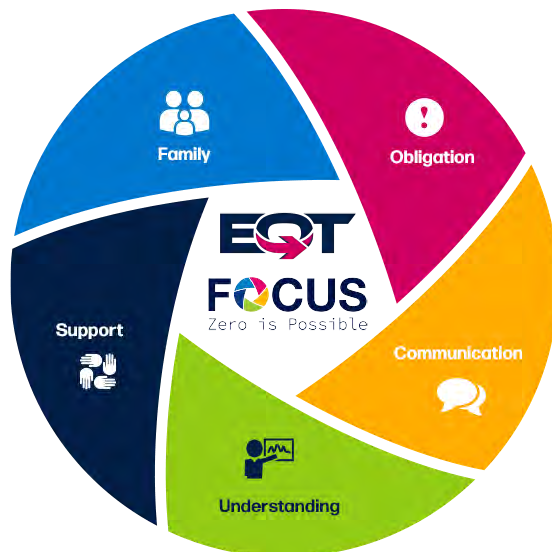 Family
Obligation
EQT
FOCUS
Zero is Possible
Support
Communication
Understanding